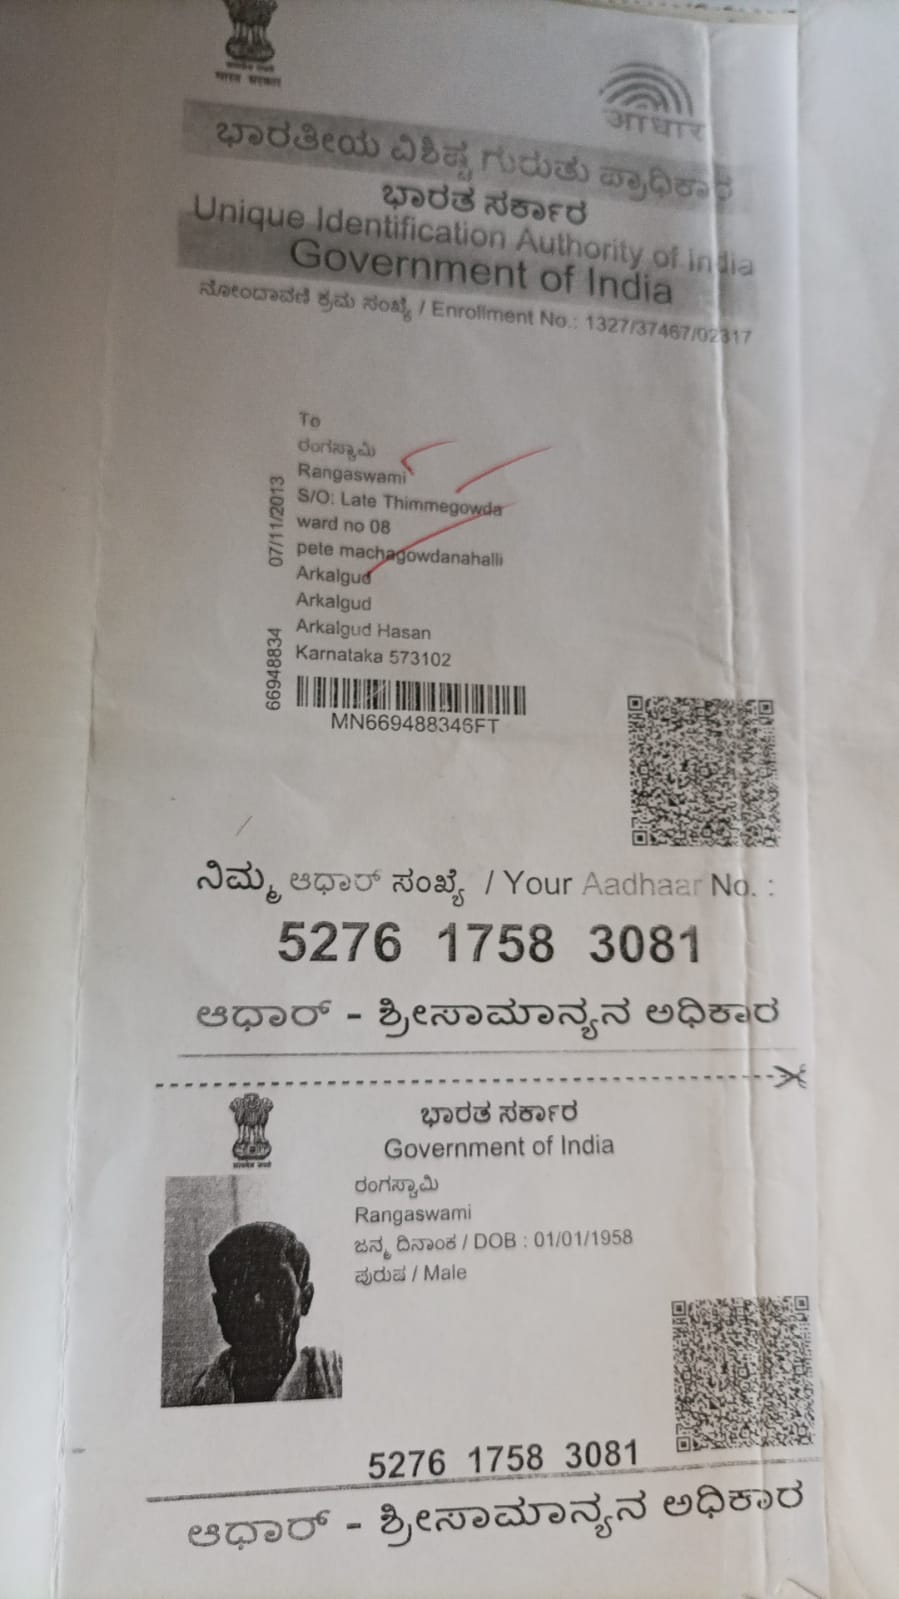 भारत सरकार
आधार
ಭಾರತೀಯ ವಿಶಿಷ್ಟ ಗುರುತು ಪ್ರಾಧಿಕಾರ
ಭಾರತ ಸರ್ಕಾರ
Unique Identification Authority of India
Government of India
ನೋಂದಾವಣಿ ಕ್ರಮ ಸಂಖ್ಯೆ / Enrollment No.: 1327/37467/02317
To
ರಂಗಸ್ವಾಮಿ
Rangaswami
S/O: Late Thimmegowda
ward no 08
pete machagowdanahalli
Arkalgud
Arkalgud
Arkalgud Hasan
Karnataka 573102
07/11/2013
66948834
MN669488346FT
ನಿಮ್ಮ ಆಧಾರ್ ಸಂಖ್ಯೆ / Your Aadhaar No. :
5276 1758 3081
ಆಧಾರ್ - ಶ್ರೀಸಾಮಾನ್ಯನ ಅಧಿಕಾರ
ಭಾರತ ಸರ್ಕಾರ
Government of India
ರಂಗಸ್ವಾಮಿ
Rangaswami
ಜನ್ಮ ದಿನಾಂಕ / DOB : 01/01/1958
ಪುರುಷ / Male
5276 1758 3081
ಆಧಾರ್ - ಶ್ರೀಸಾಮಾನ್ಯನ ಅಧಿಕಾರ